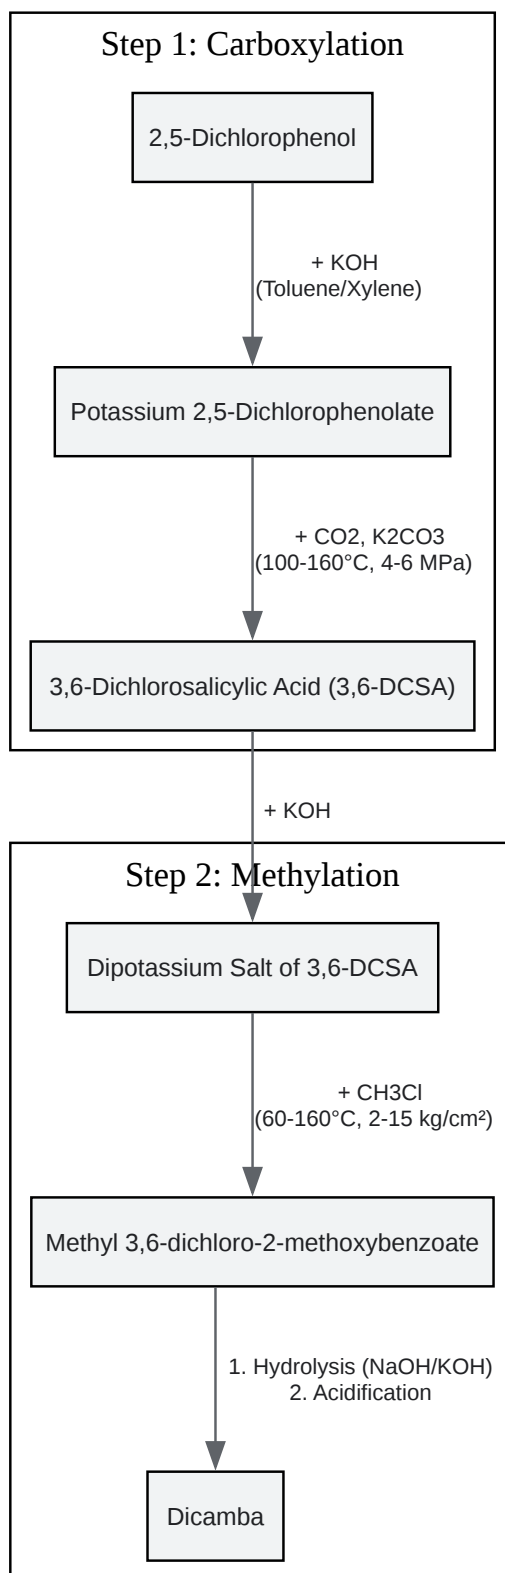 Step 1: Carboxylation
2,5-Dichlorophenol
+ KOH
(Toluene/Xylene)
Potassium 2,5-Dichlorophenolate
+ CO2, K2CO3
(100-160°C, 4-6 MPa)
3,6-Dichlorosalicylic Acid (3,6-DCSA)
+ KOH
Step 2: Methylation
Dipotassium Salt of 3,6-DCSA
+ CH3Cl
(60-160°C, 2-15 kg/cm²)
Methyl 3,6-dichloro-2-methoxybenzoate
1. Hydrolysis (NaOH/KOH)
2. Acidification
Dicamba